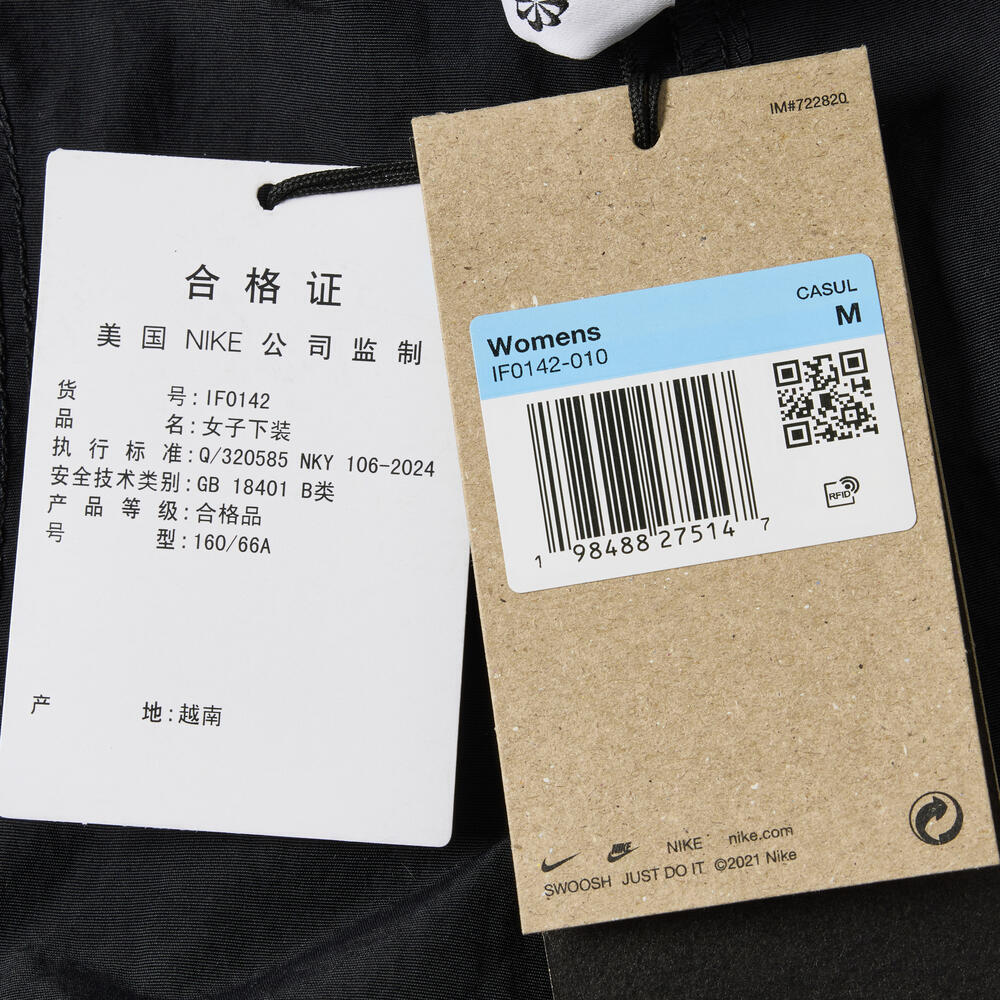 合格证
美国 NIKE 公司监制
货号:IF0142
品名:女子下装
执行标准:Q/320585 NKY 106-2024
安全技术类别:GB 18401 B类
产品等级:合格品
号型:160/66A
产地:越南
IM#722820
CASUL
Womens M
IF0142-010
RFID
1 98488 27514 7
NIKE NIKE nike.com
SWOOSH JUST DO IT ©2021 Nike